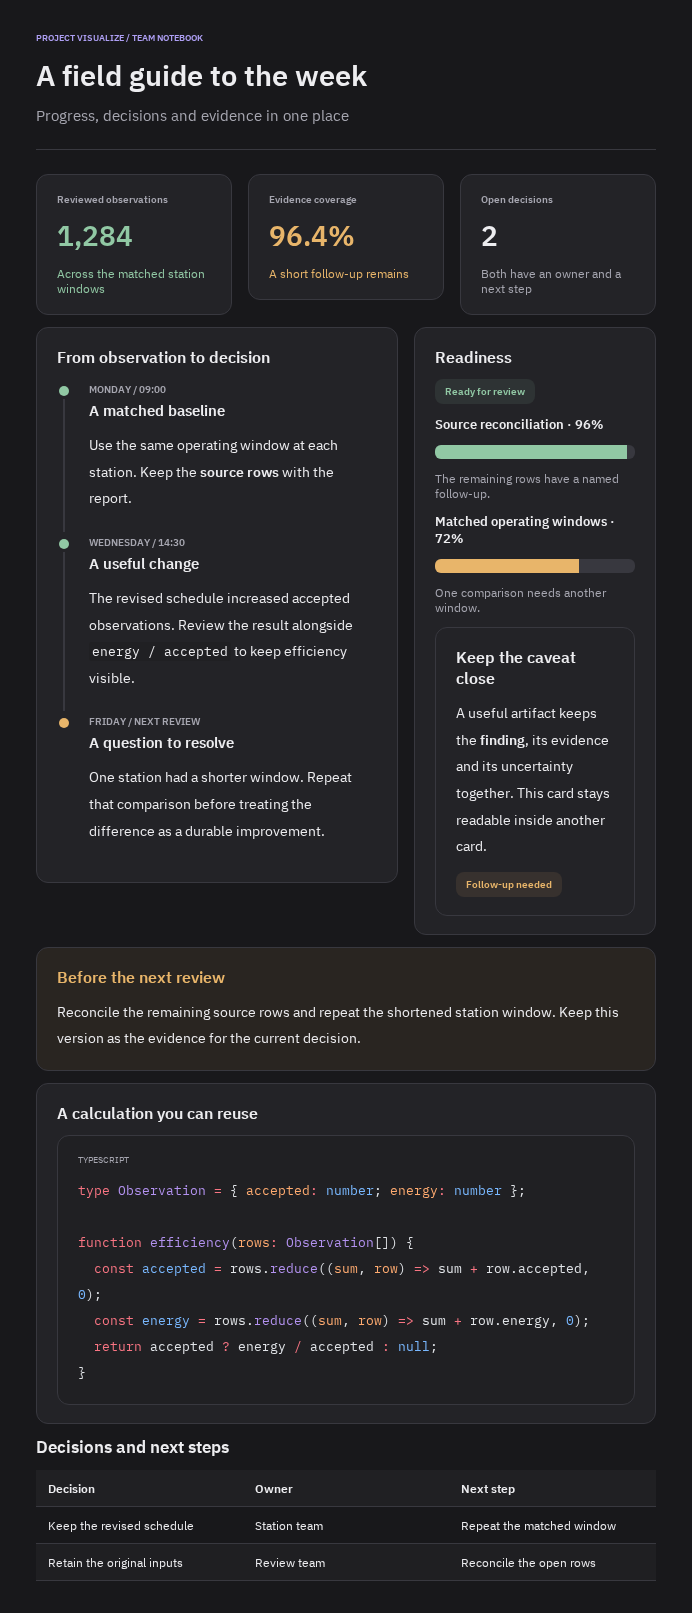 PROJECT VISUALIZE / TEAM NOTEBOOK
A field guide to the week
Progress, decisions and evidence in one place
Reviewed observations
1,284
Across the matched station
windows
Evidence coverage
96.4%
A short follow-up remains
Open decisions
2
Both have an owner and a
next step
From observation to decision
MONDAY / 09:00
A matched baseline
Use the same operating window at each
station. Keep the source rows with the
report.
WEDNESDAY / 14:30
A useful change
The revised schedule increased accepted
observations. Review the result alongside
energy / accepted to keep efficiency
visible.
FRIDAY / NEXT REVIEW
A question to resolve
One station had a shorter window. Repeat
that comparison before treating the
difference as a durable improvement.
Readiness
Ready for review
Source reconciliation · 96%
The remaining rows have a named
follow-up.
Matched operating windows ·
72%
One comparison needs another
window.
Keep the caveat
close
A useful artifact keeps
the finding, its evidence
and its uncertainty
together. This card stays
readable inside another
card.
Follow-up needed
Before the next review
Reconcile the remaining source rows and repeat the shortened station window. Keep this
version as the evidence for the current decision.
A calculation you can reuse
TYPESCRIPT
type Observation = { accepted: number; energy: number };
function efficiency(rows: Observation[]) {
  const accepted = rows.reduce((sum, row) => sum + row.accepted,
0);
  const energy = rows.reduce((sum, row) => sum + row.energy, 0);
  return accepted ? energy / accepted : null;
}
Decisions and next steps
Decision Owner Next step
Keep the revised schedule Station team Repeat the matched window
Retain the original inputs Review team Reconcile the open rows